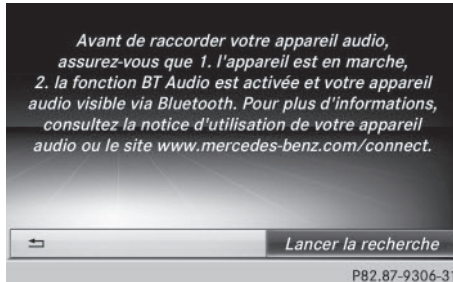 Avant de raccorder votre appareil audio,
assurez-vous que 1. l'appareil est en marche,
2. la fonction BT Audio est activée et votre appareil
audio visible via Bluetooth. Pour plus d'informations,
consultez la notice d'utilisation de votre appareil
audio ou le site www.mercedes-benz.com/connect.
Lancer la recherche
P82.87-9306-31